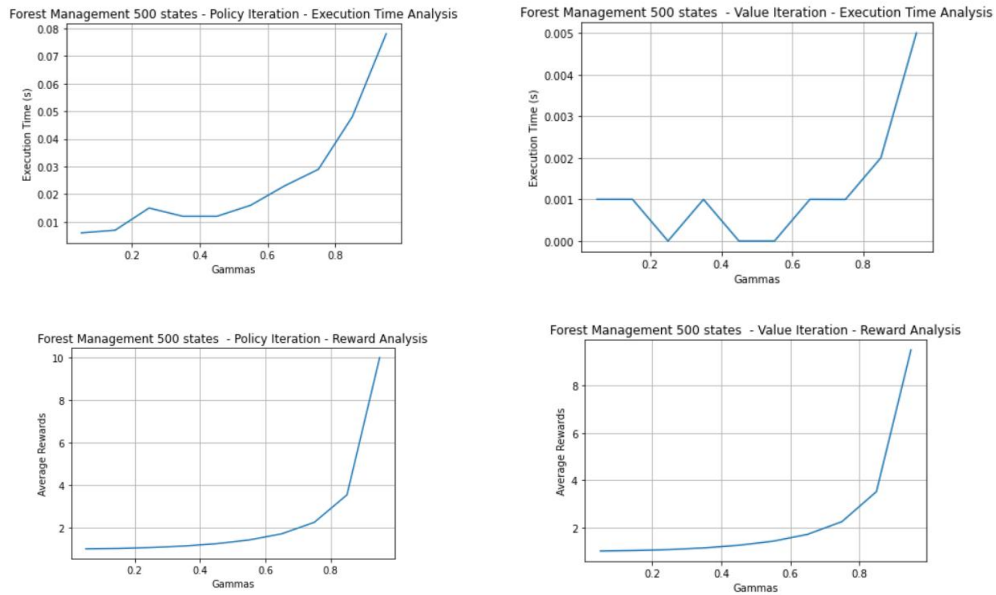 Forest Management 500 states - Policy Iteration - Execution Time Analysis
0.08
0.07
0.06
0.05
0.04
0.03
0.02
0.01
Execution Time (s)
0.2 0.4 0.6 0.8
Gammas
Forest Management 500 states - Value Iteration - Execution Time Analysis
0.005
0.004
0.003
0.002
0.001
0.000
Execution Time (s)
0.2 0.4 0.6 0.8
Gammas
Forest Management 500 states - Policy Iteration - Reward Analysis
10
8
6
4
2
Average Rewards
0.2 0.4 0.6 0.8
Gammas
Forest Management 500 states - Value Iteration - Reward Analysis
8
6
4
2
Average Rewards
0.2 0.4 0.6 0.8
Gammas